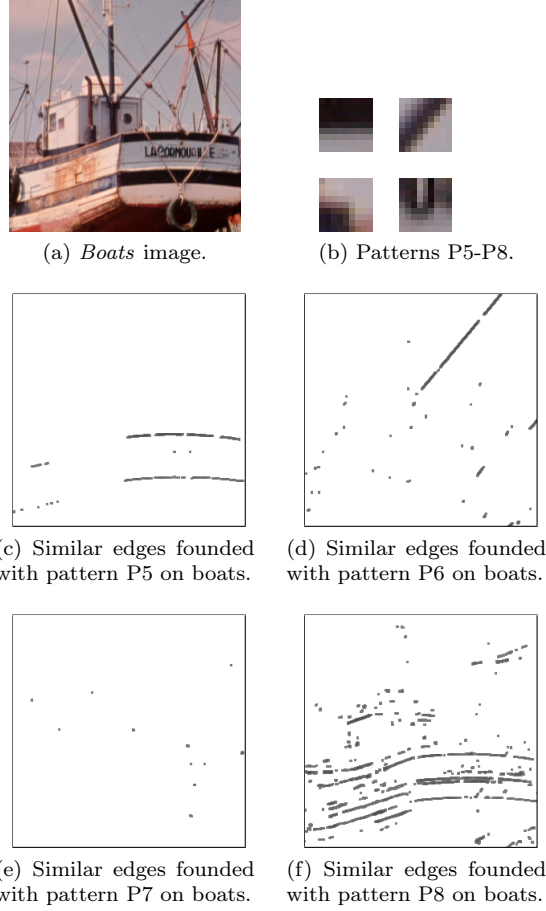 LACORNOUAILLE
(a) Boats image.
(b) Patterns P5-P8.
(c) Similar edges founded
with pattern P5 on boats.
(d) Similar edges founded
with pattern P6 on boats.
(e) Similar edges founded
with pattern P7 on boats.
(f) Similar edges founded
with pattern P8 on boats.